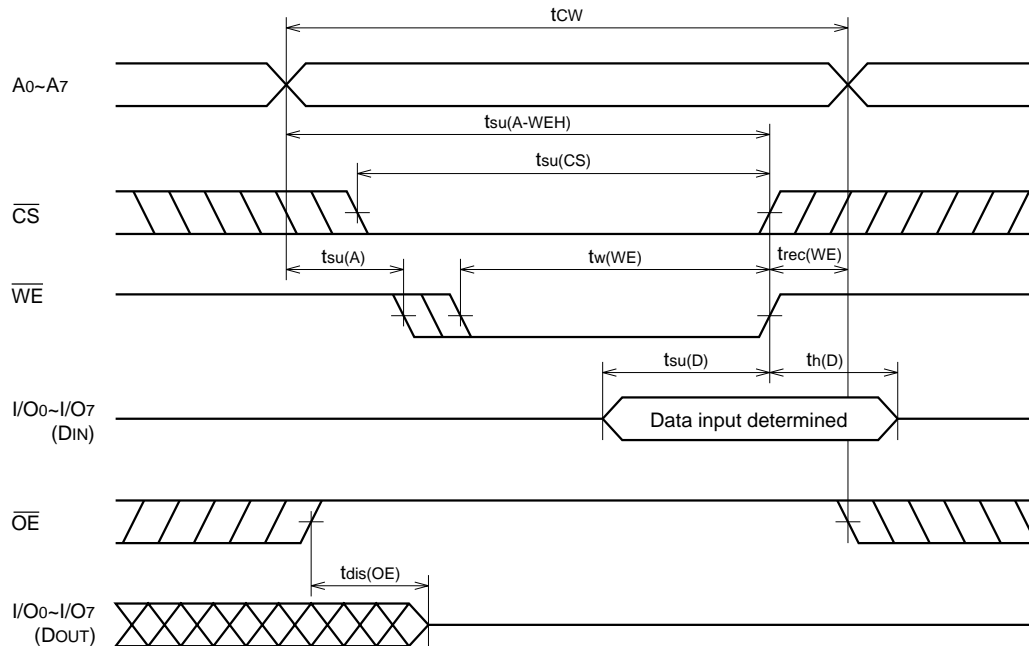 tCW
A0~A7
tsu(A-WEH)
tsu(CS)
CS
tsu(A)
tw(WE)
trec(WE)
WE
tsu(D)
th(D)
I/O0~I/O7
(DIN)
Data input determined
OE
tdis(OE)
I/O0~I/O7
(DOUT)